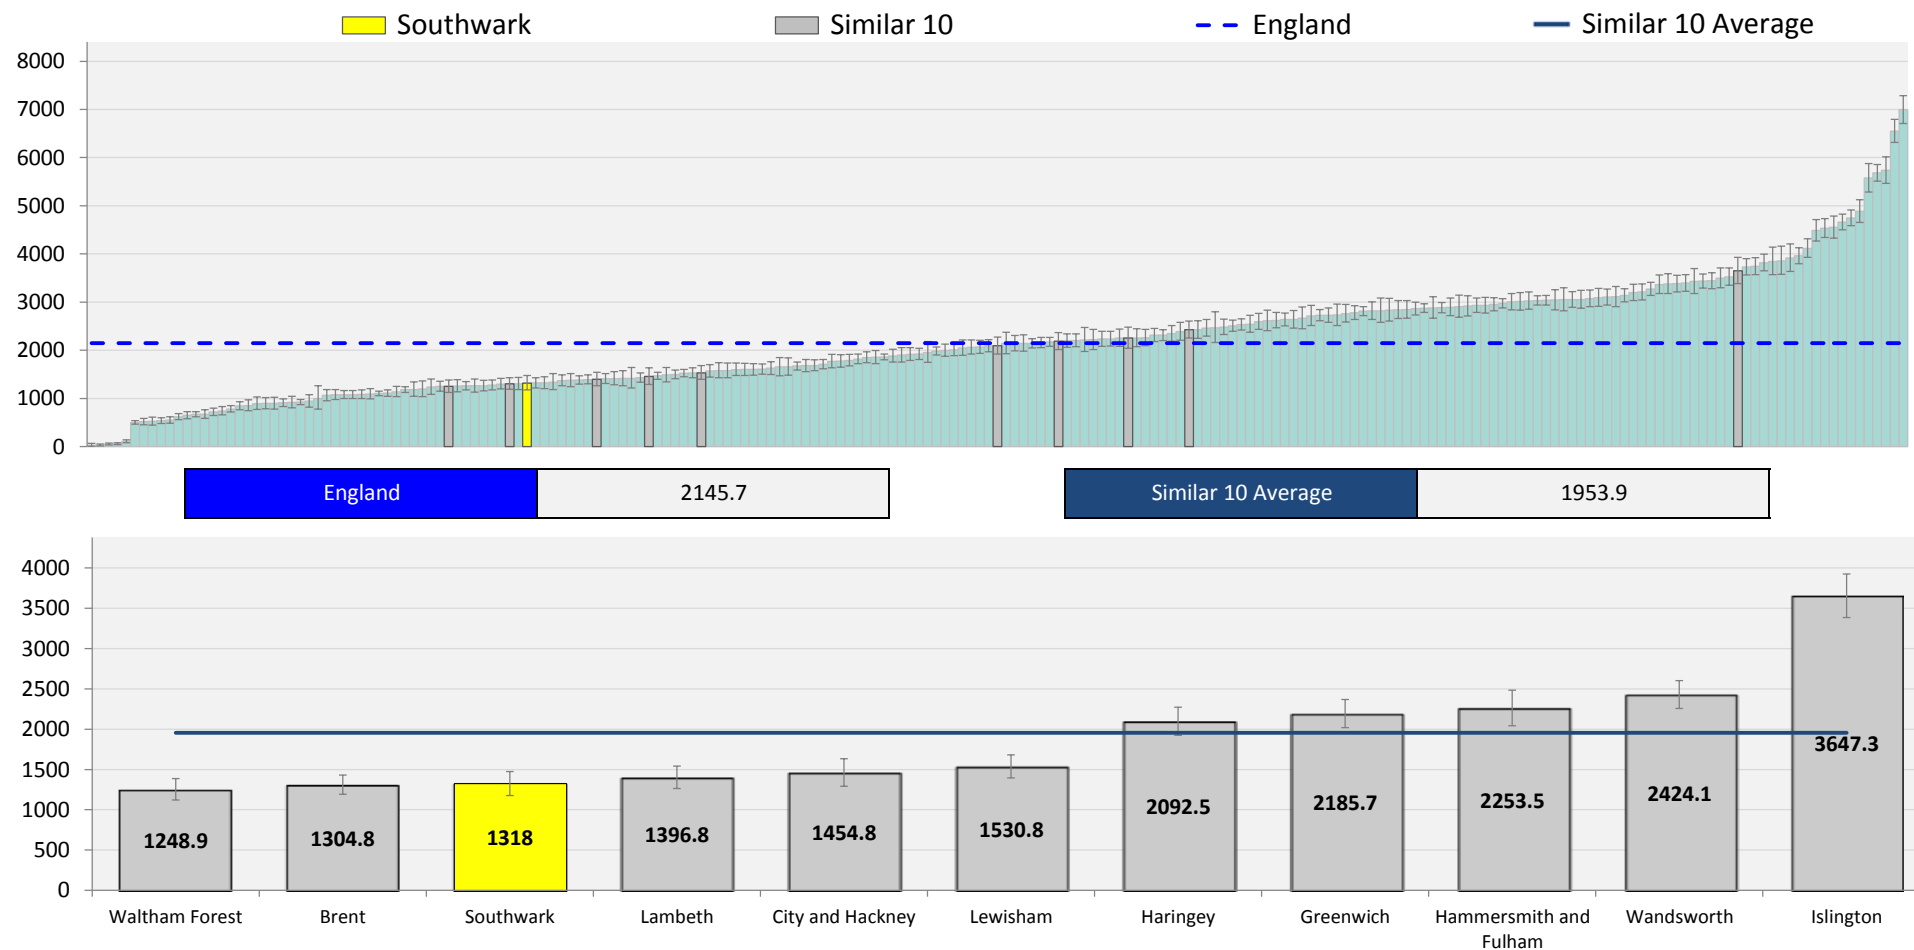 Southwark
Similar 10
England
Similar 10 Average
8000
7000
6000
5000
4000
3000
2000
1000
0
England
2145.7
Similar 10 Average
1953.9
4000
3500
3000
2500
2000
1500
1000
500
0
1248.9
1304.8
1318
1396.8
1454.8
1530.8
2092.5
2185.7
2253.5
2424.1
3647.3
Waltham Forest
Brent
Southwark
Lambeth
City and Hackney
Lewisham
Haringey
Greenwich
Hammersmith and
Fulham
Wandsworth
Islington